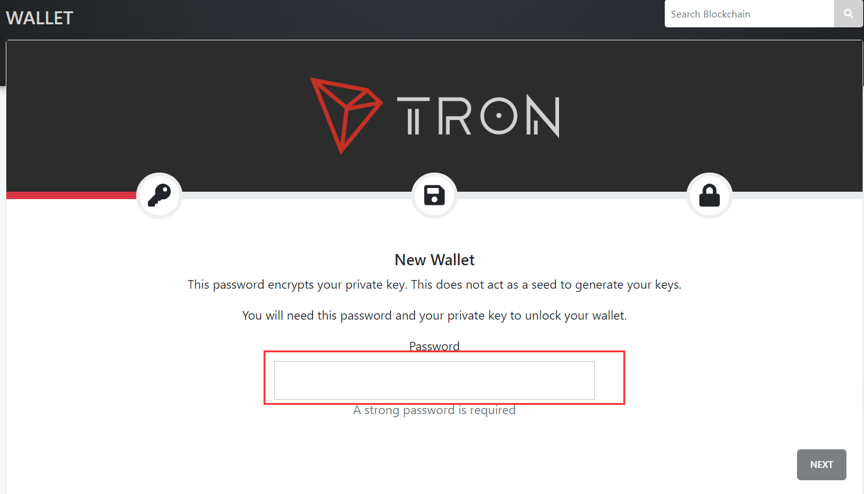 WALLET
Search Blockchain
TRON
New Wallet
This password encrypts your private key. This does not act as a seed to generate your keys.
You will need this password and your private key to unlock your wallet.
Password
A strong password is required
NEXT